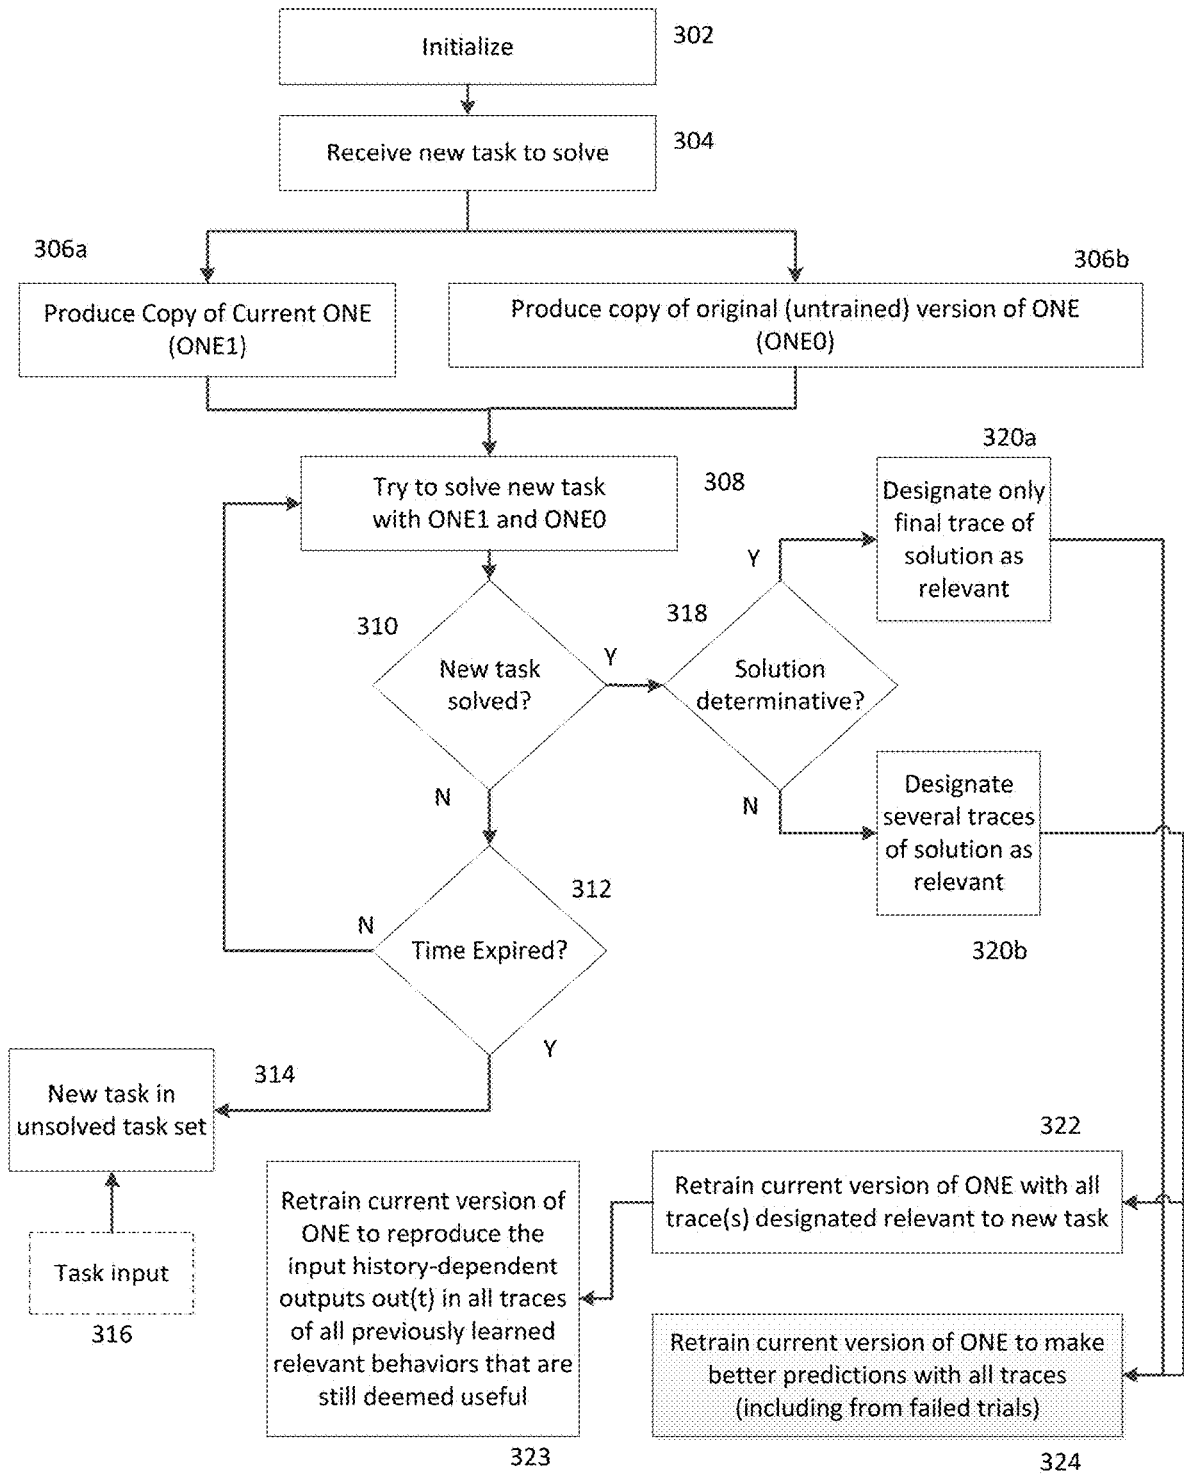 Initialize
302
Receive new task to solve
304
306a
306b
Produce Copy of Current ONE
(ONE1)
Produce copy of original (untrained) version of ONE
(ONE0)
Try to solve new task
with ONE1 and ONE0
308
320a
Designate only
final trace of
solution as
relevant
Y
310
New task
solved?
Y
318
Solution
determinative?
N
N
Designate
several traces
of solution as
relevant
320b
312
N
Time Expired?
Y
314
New task in
unsolved task set
Task input
316
322
Retrain current version of ONE with all
trace(s) designated relevant to new task
Retrain current version of
ONE to reproduce the
input history-dependent
outputs out(t) in all traces
of all previously learned
relevant behaviors that are
still deemed useful
323
Retrain current version of ONE to make
better predictions with all traces
(including from failed trials)
324